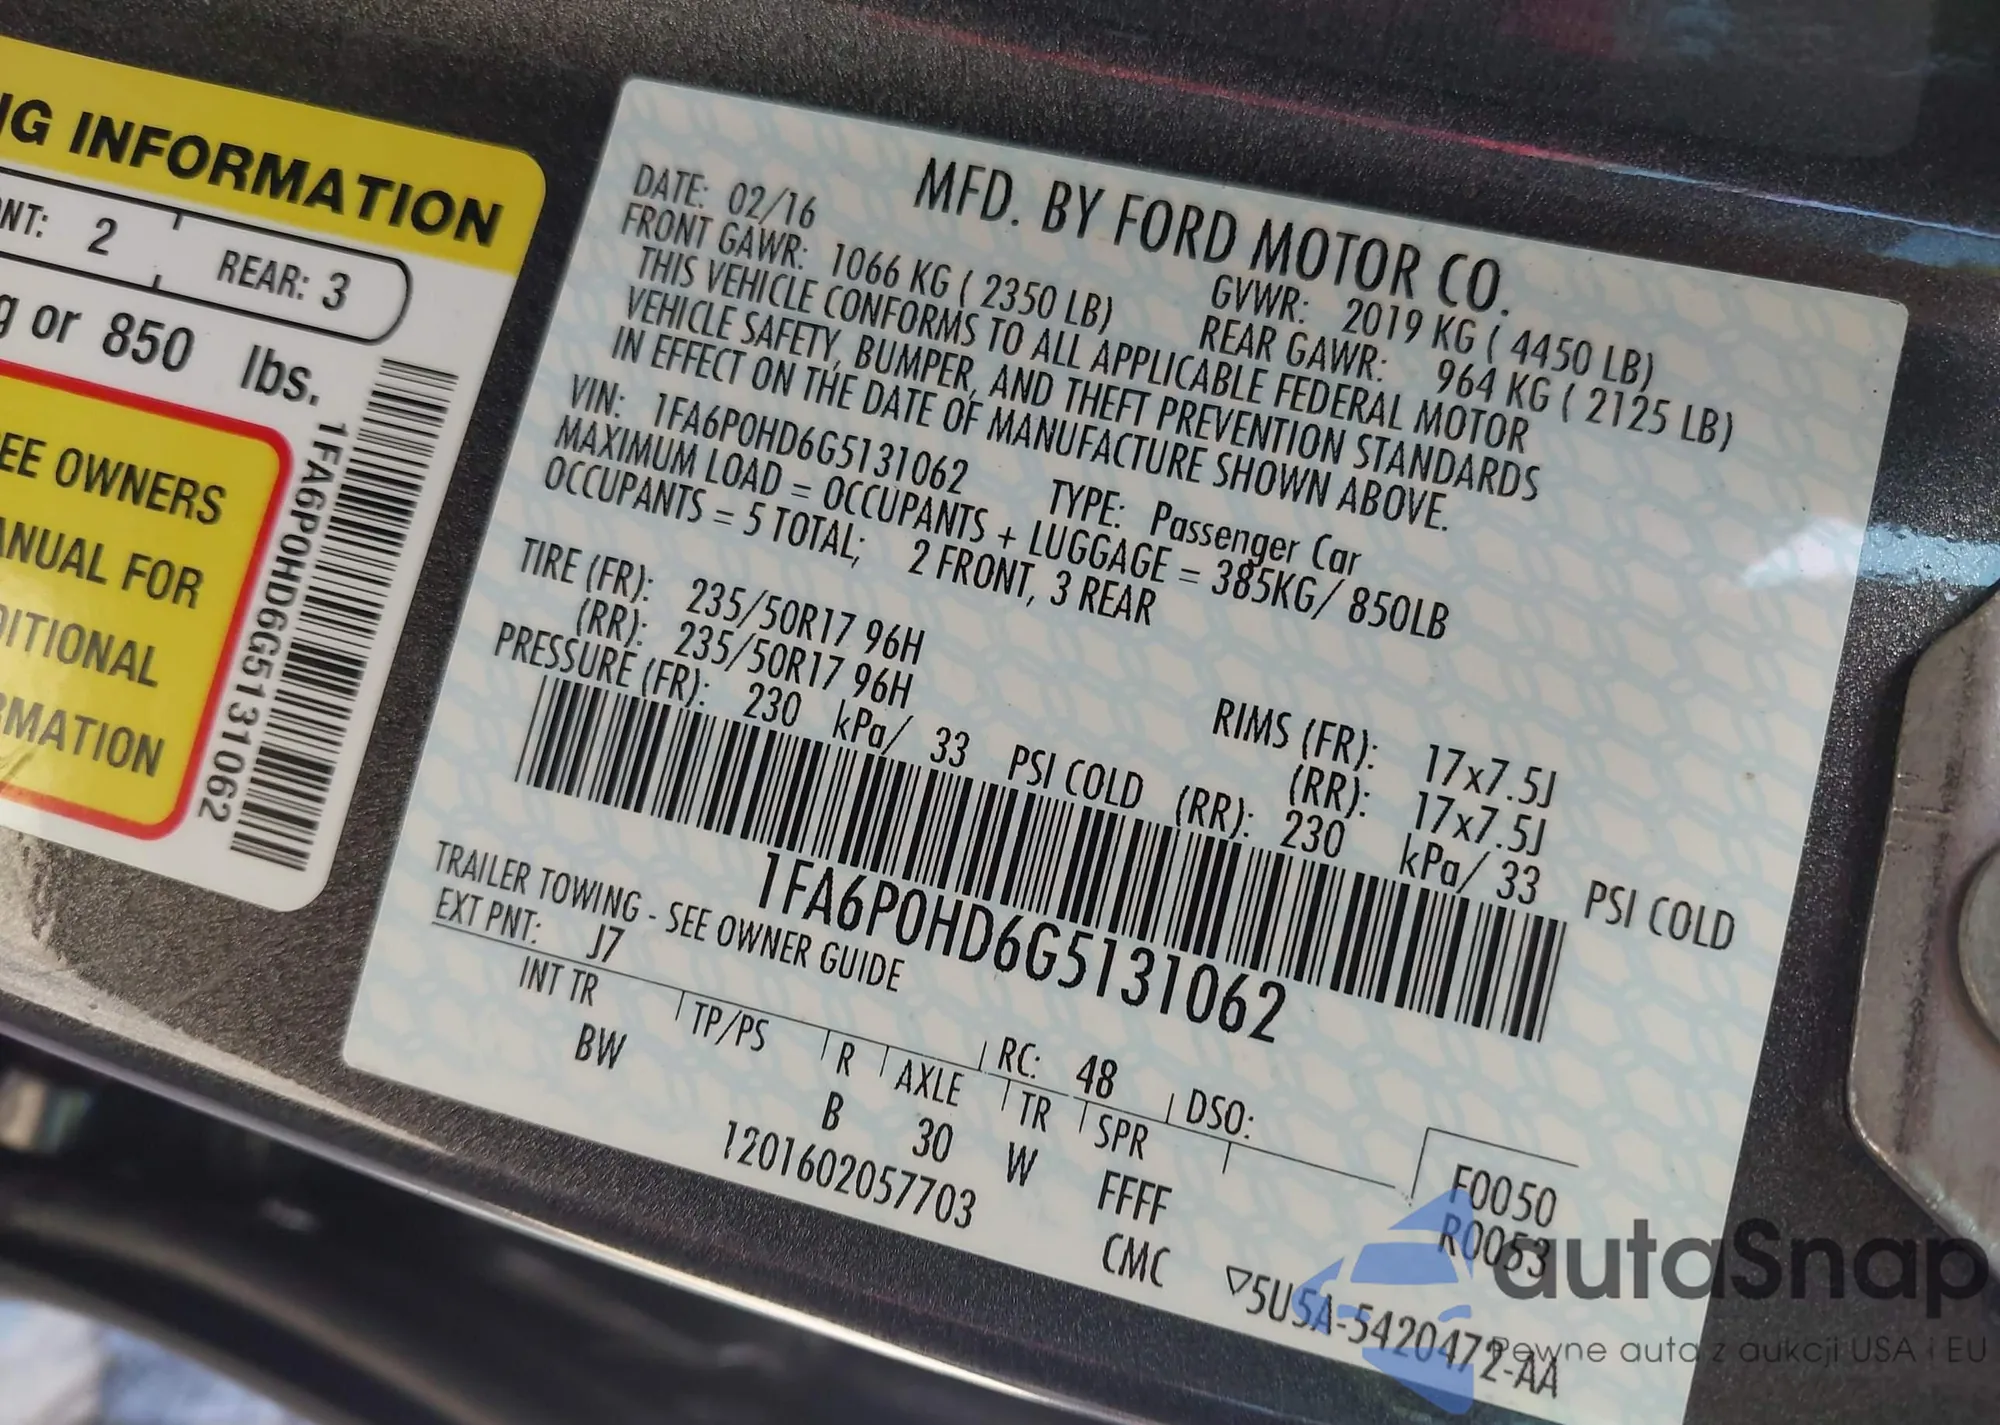 NG INFORMATION
NT: 2 REAR: 3
g or 850 lbs.
EE OWNERS
ANUAL FOR
DITIONAL
RMATION
1FA6P0HD6G5131062
MFD. BY FORD MOTOR CO.
DATE: 02/16 GVWR: 2019 KG ( 4450 LB)
FRONT GAWR: 1066 KG ( 2350 LB) REAR GAWR: 964 KG ( 2125 LB)
THIS VEHICLE CONFORMS TO ALL APPLICABLE FEDERAL MOTOR
VEHICLE SAFETY, BUMPER, AND THEFT PREVENTION STANDARDS
IN EFFECT ON THE DATE OF MANUFACTURE SHOWN ABOVE.
VIN: 1FA6P0HD6G5131062 TYPE: Passenger Car
MAXIMUM LOAD = OCCUPANTS + LUGGAGE = 385KG/ 850LB
OCCUPANTS = 5 TOTAL; 2 FRONT, 3 REAR
TIRE (FR): 235/50R17 96H RIMS (FR): 17x7.5J
(RR): 235/50R17 96H (RR): 17x7.5J
PRESSURE (FR): 230 kPa/ 33 PSI COLD (RR): 230 kPa/ 33 PSI COLD
1FA6P0HD6G5131062
TRAILER TOWING - SEE OWNER GUIDE
EXT PNT: J7 RC: 48 DSO:
INT TR TP/PS R AXLE TR SPR F0050
BW B 30 W FFFF R0053
1201602057703 CMC
▽5U5A-5420472-AA
autaSnap
Pewne auta z aukcji USA i EU